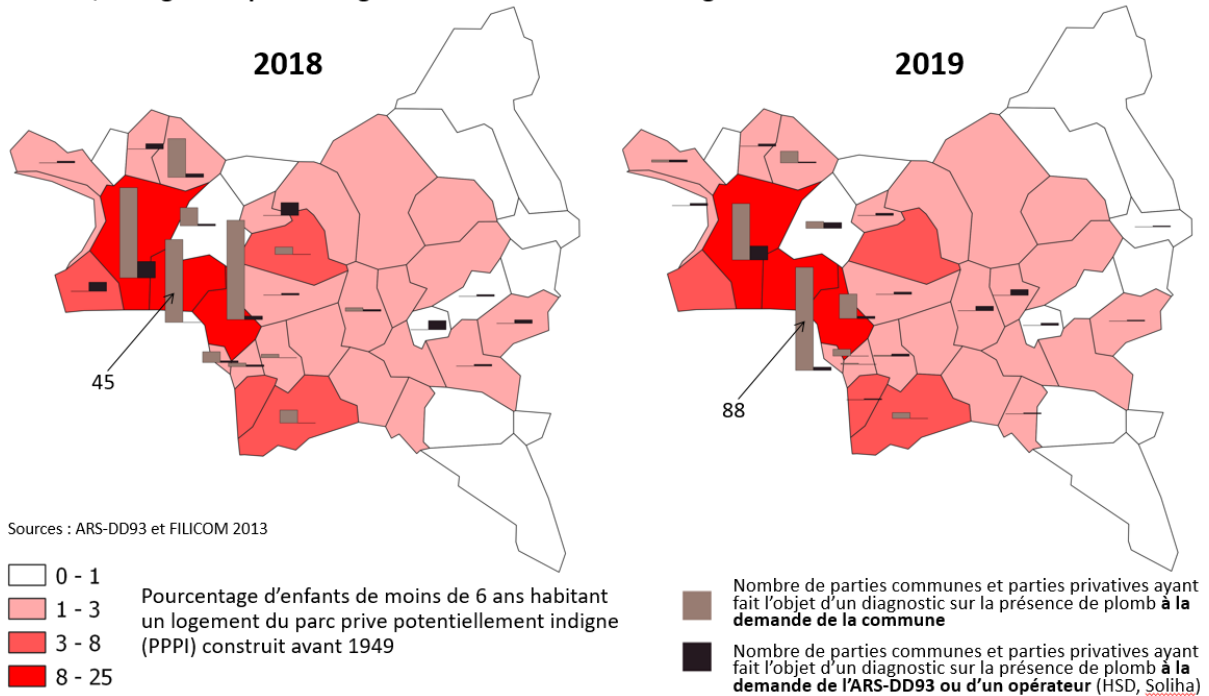 2018
2019
45
88
Sources : ARS-DD93 et FILICOM 2013
0 - 1
1 - 3
3 - 8
8 - 25
Pourcentage d'enfants de moins de 6 ans habitant
un logement du parc prive potentiellement indigne
(PPPI) construit avant 1949
Nombre de parties communes et parties privatives ayant
fait l'objet d'un diagnostic sur la présence de plomb à la
demande de la commune
Nombre de parties communes et parties privatives ayant
fait l'objet d'un diagnostic sur la présence de plomb à la
demande de l'ARS-DD93 ou d'un opérateur (HSD, Soliha)